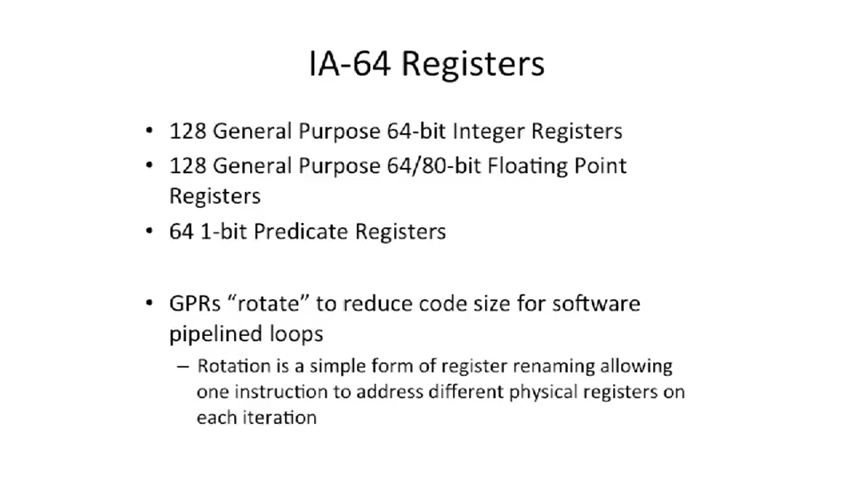 IA-64 Registers
• 128 General Purpose 64-bit Integer Registers
• 128 General Purpose 64/80-bit Floating Point
Registers
• 64 1-bit Predicate Registers
• GPRs “rotate” to reduce code size for software
pipelined loops
– Rotation is a simple form of register renaming allowing
one instruction to address different physical registers on
each iteration